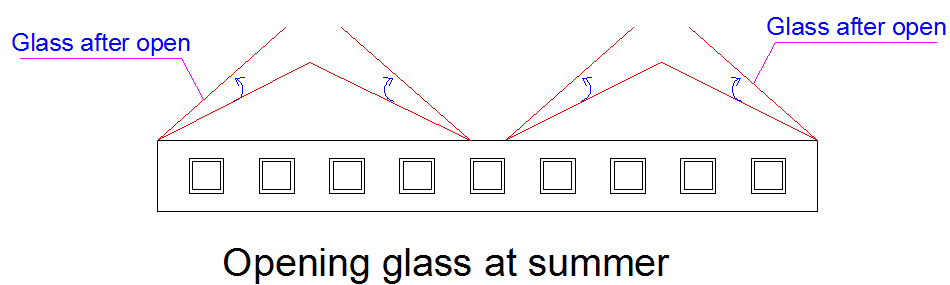 Glass after open
Glass after open
Opening glass at summer